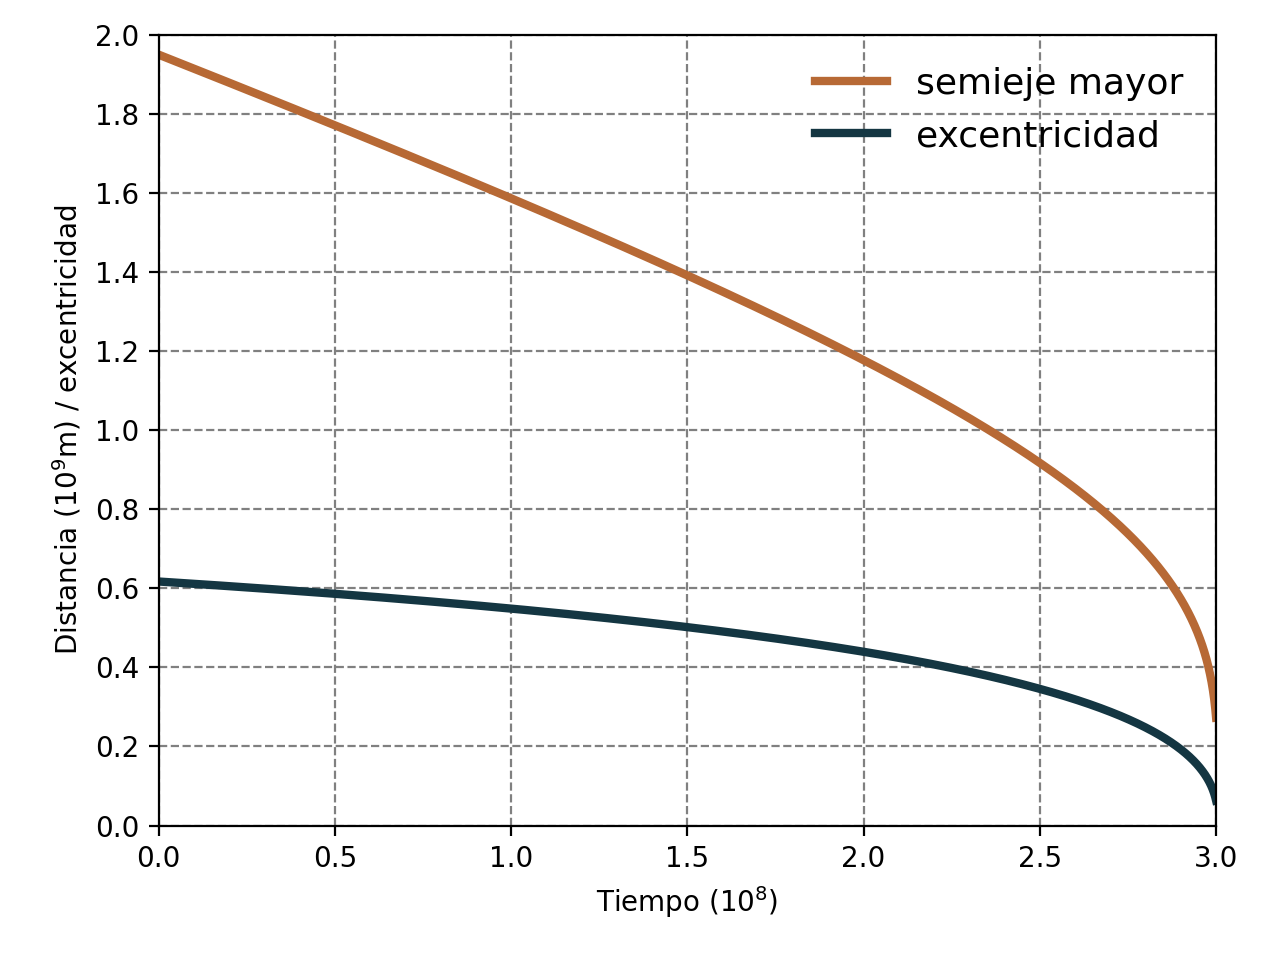 2.0
1.8
1.6
1.4
1.2
1.0
0.8
0.6
0.4
0.2
0.0
Distancia (10⁹m) / excentricidad
semieje mayor
excentricidad
0.0 0.5 1.0 1.5 2.0 2.5 3.0
Tiempo (10⁸)